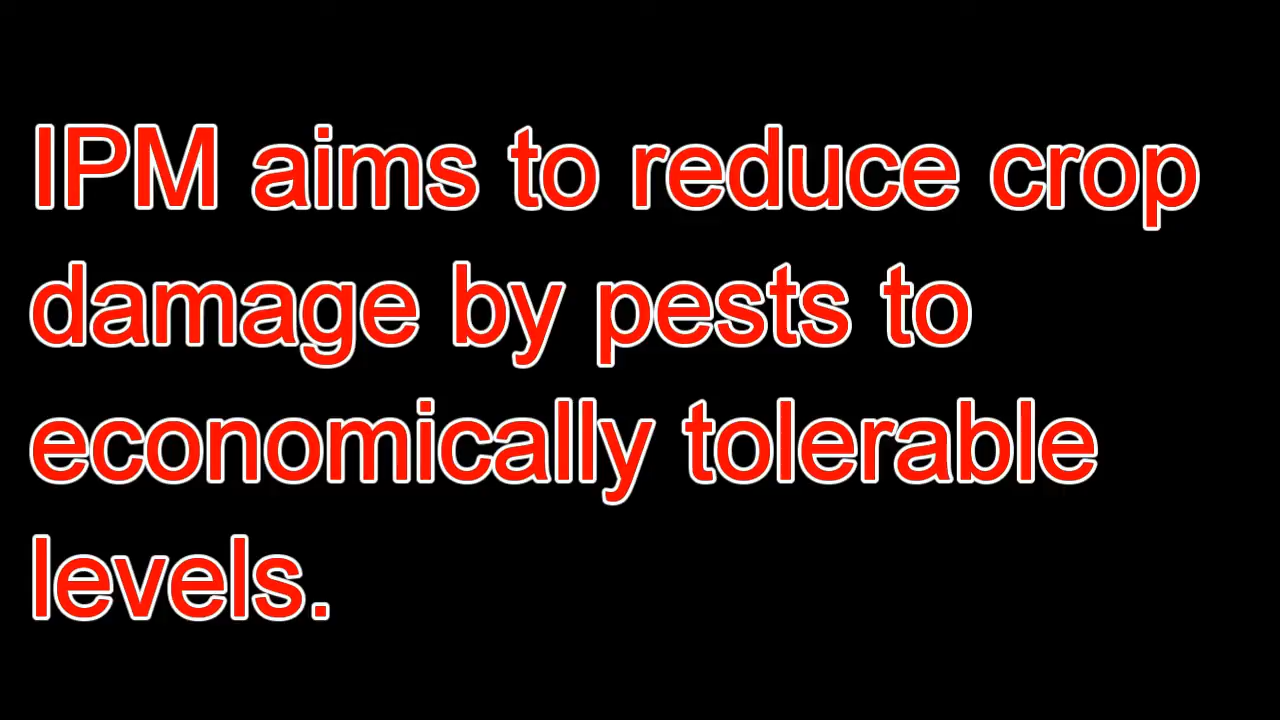 IPM aims to reduce crop
damage by pests to
economically tolerable
levels.